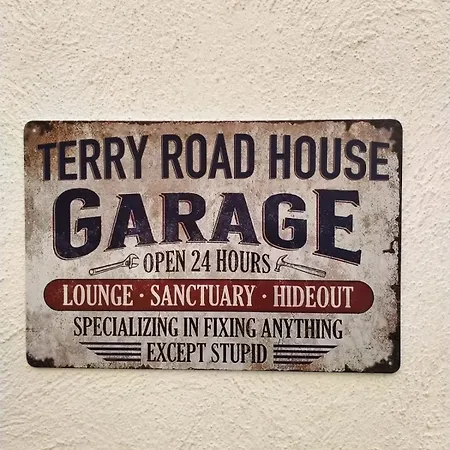 TERRY ROAD HOUSE
GARAGE
OPEN 24 HOURS
LOUNGE · SANCTUARY · HIDEOUT
SPECIALIZING IN FIXING ANYTHING
EXCEPT STUPID